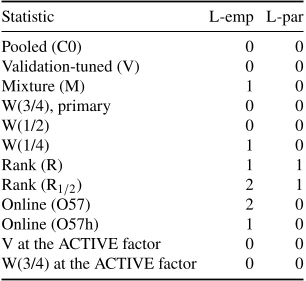 Statistic L-emp L-par
Pooled (C0) 0 0
Validation-tuned (V) 0 0
Mixture (M) 1 0
W(3/4), primary 0 0
W(1/2) 0 0
W(1/4) 1 0
Rank (R) 1 1
Rank (R1/2) 2 1
Online (O57) 2 0
Online (O57h) 1 0
V at the ACTIVE factor 0 0
W(3/4) at the ACTIVE factor 0 0